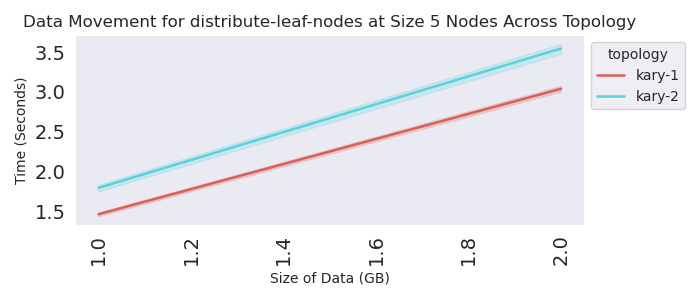 Data Movement for distribute-leaf-nodes at Size 5 Nodes Across Topology
3.5
3.0
2.5
2.0
1.5
Time (Seconds)
1.0
1.2
1.4
1.6
1.8
2.0
Size of Data (GB)
topology
kary-1
kary-2